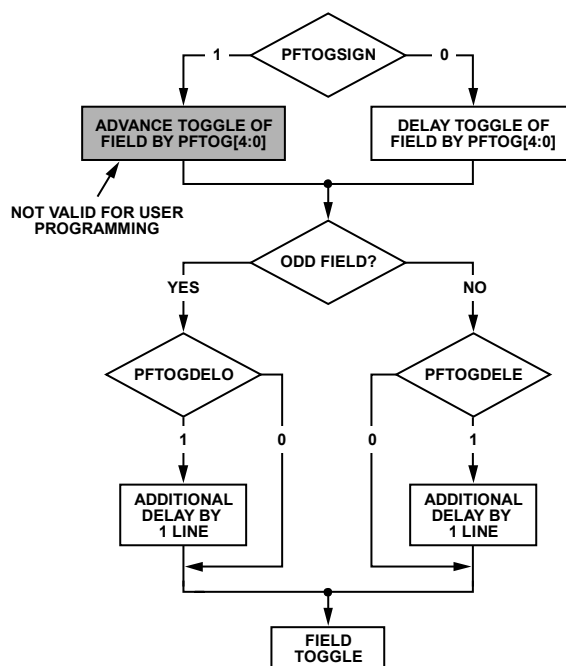 PFTOGSIGN
1
0
ADVANCE TOGGLE OF
FIELD BY PFTOG[4:0]
DELAY TOGGLE OF
FIELD BY PFTOG[4:0]
NOT VALID FOR USER
PROGRAMMING
ODD FIELD?
YES
NO
PFTOGDELO
PFTOGDELE
1
0
0
1
ADDITIONAL
DELAY BY
1 LINE
ADDITIONAL
DELAY BY
1 LINE
FIELD
TOGGLE